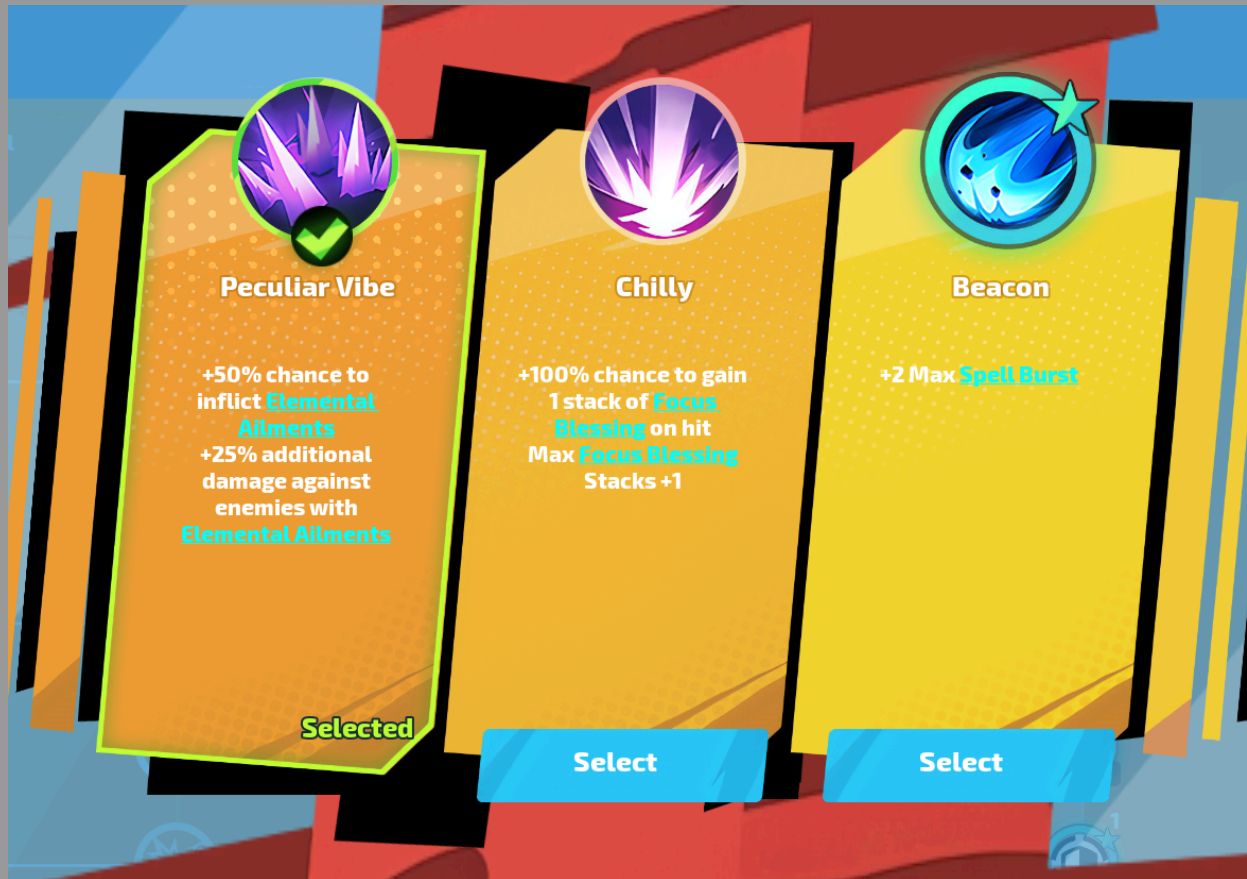 Peculiar Vibe
+50% chance to
inflict Elemental
Ailments
+25% additional
damage against
enemies with
Elemental Ailments
Selected
Chilly
+100% chance to gain
1 stack of Focus
Blessing on hit
Max Focus Blessing
Stacks +1
Select
Beacon
+2 Max Spell Burst
Select
1